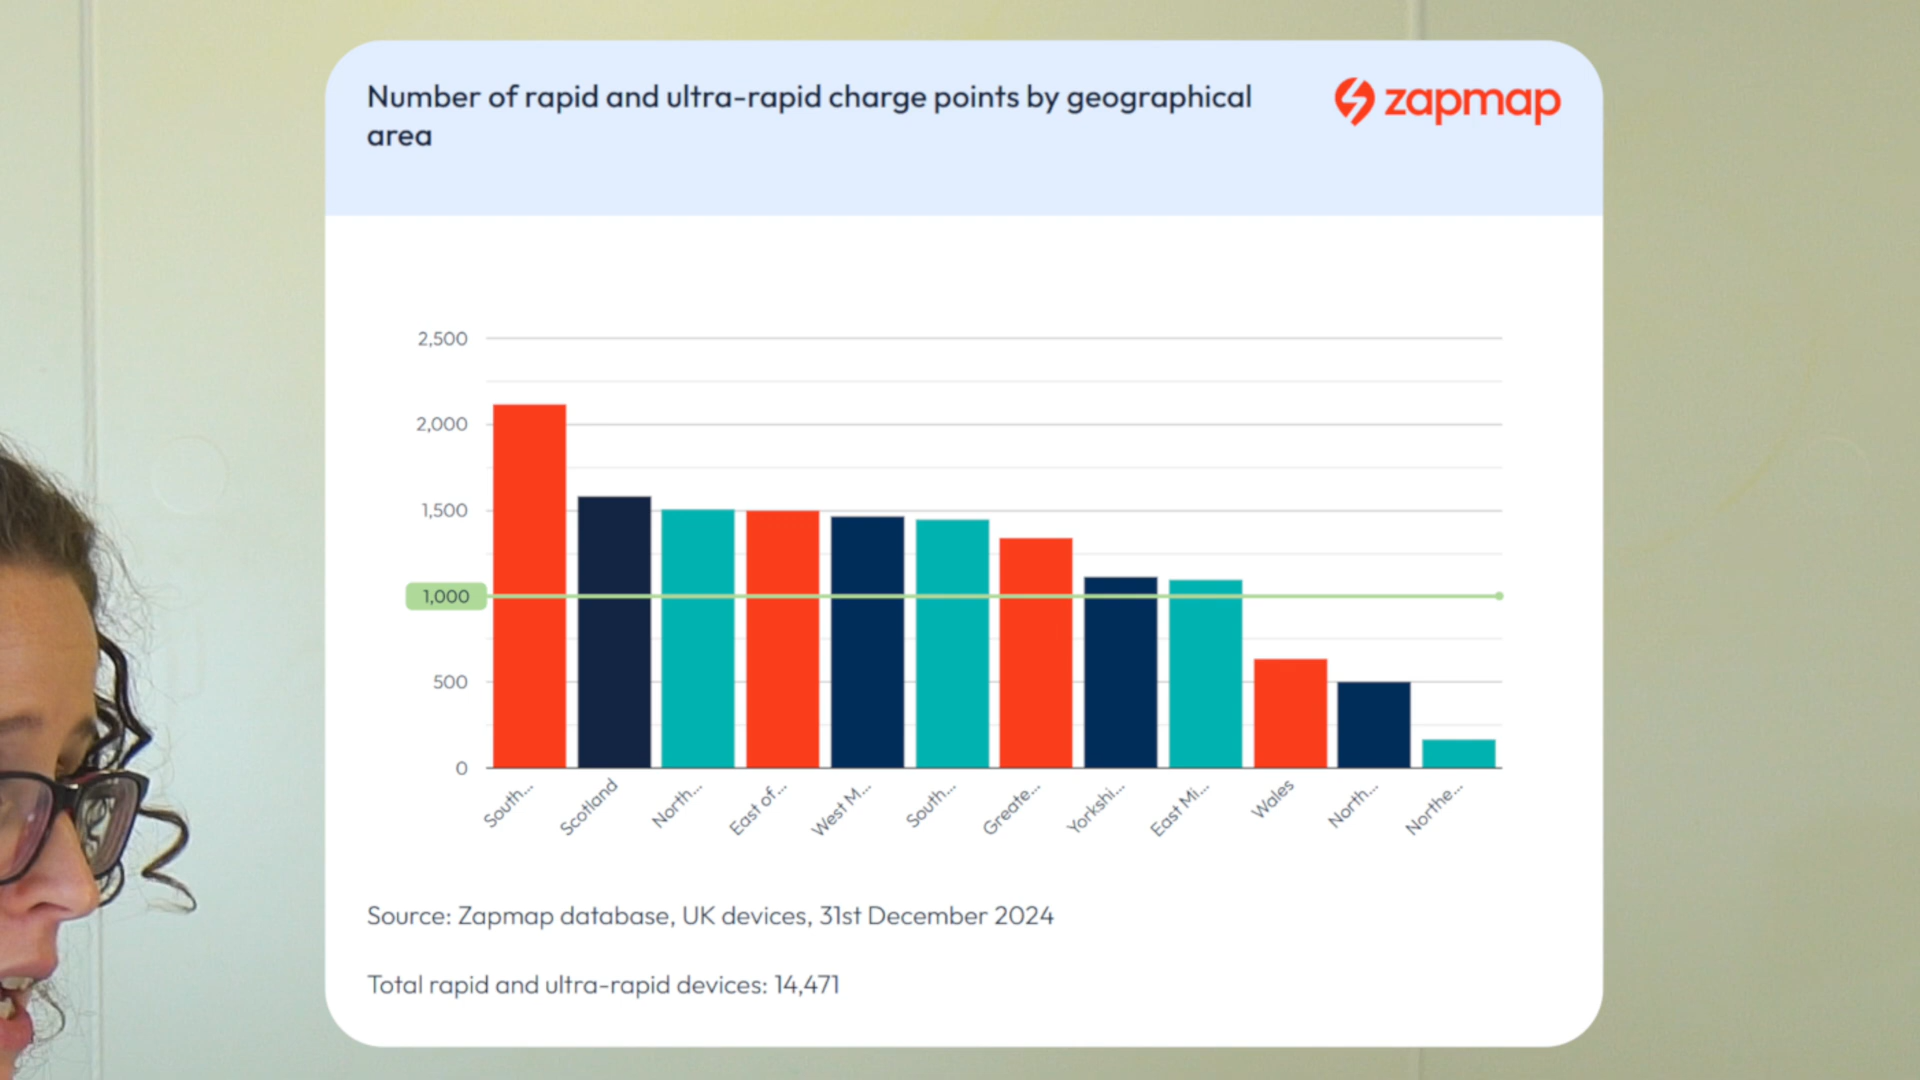 Number of rapid and ultra-rapid charge points by geographical
area
zapmap
2,500
2,000
1,500
1,000
500
0
South...
Scotland
North...
East of...
West M...
South...
Greate...
Yorkshi...
East Mi...
Wales
North...
Northe...
Source: Zapmap database, UK devices, 31st December 2024
Total rapid and ultra-rapid devices: 14,471